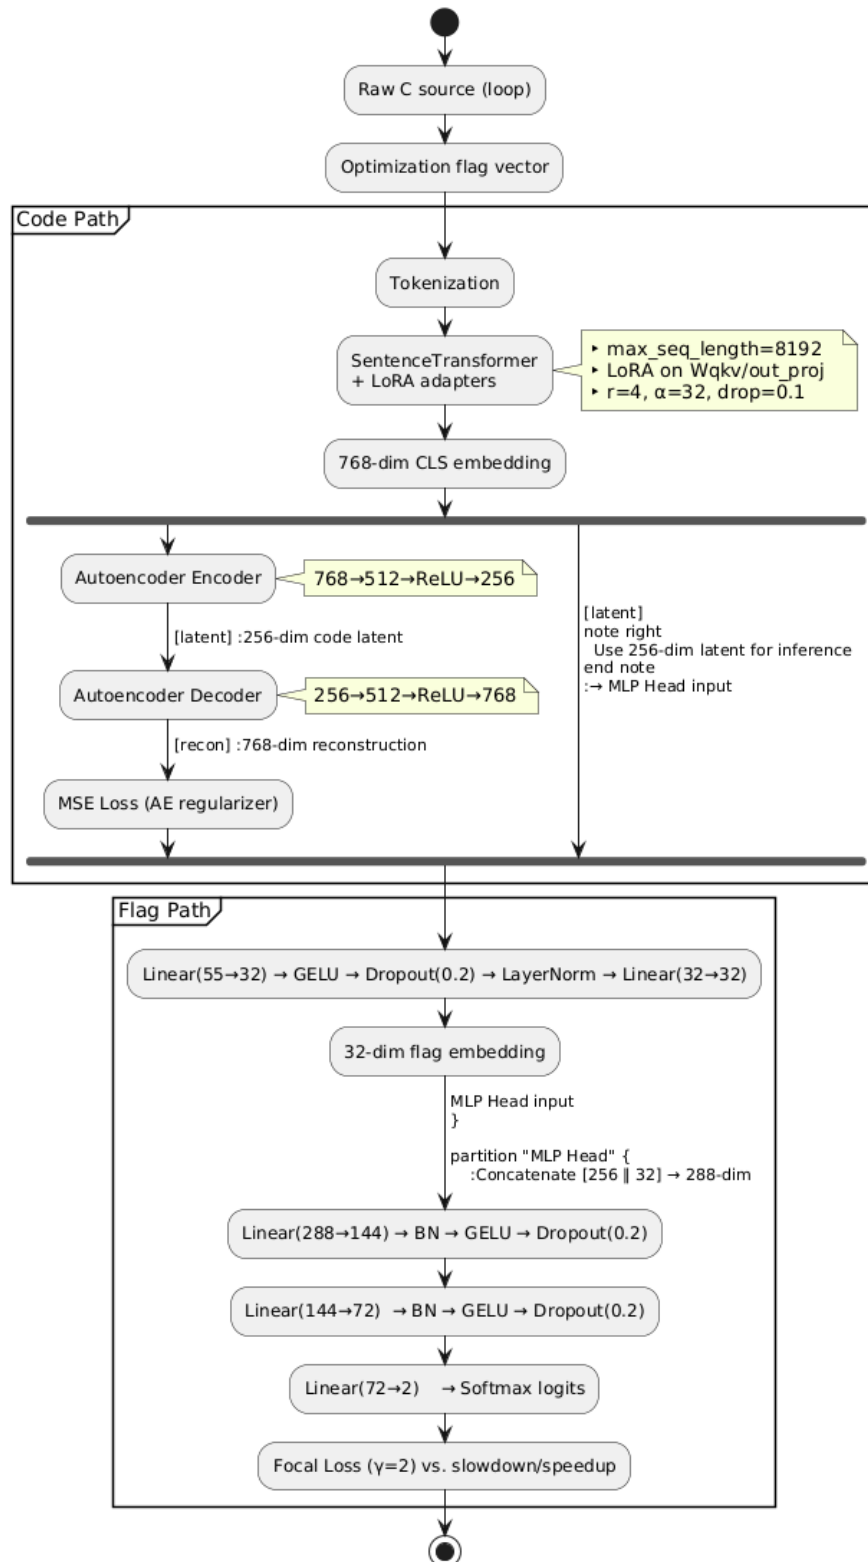 Raw C source (loop)
Optimization flag vector
Code Path
Tokenization
SentenceTransformer
+ LoRA adapters
‣ max_seq_length=8192
‣ LoRA on Wqkv/out_proj
‣ r=4, α=32, drop=0.1
768-dim CLS embedding
Autoencoder Encoder
768→512→ReLU→256
[latent] :256-dim code latent
Autoencoder Decoder
256→512→ReLU→768
[recon] :768-dim reconstruction
MSE Loss (AE regularizer)
[latent]
note right
Use 256-dim latent for inference
end note
:→ MLP Head input
Flag Path
Linear(55→32) → GELU → Dropout(0.2) → LayerNorm → Linear(32→32)
32-dim flag embedding
MLP Head input
}
partition "MLP Head" {
:Concatenate [256 ∥ 32] → 288-dim
Linear(288→144) → BN → GELU → Dropout(0.2)
Linear(144→72) → BN → GELU → Dropout(0.2)
Linear(72→2) → Softmax logits
Focal Loss (γ=2) vs. slowdown/speedup